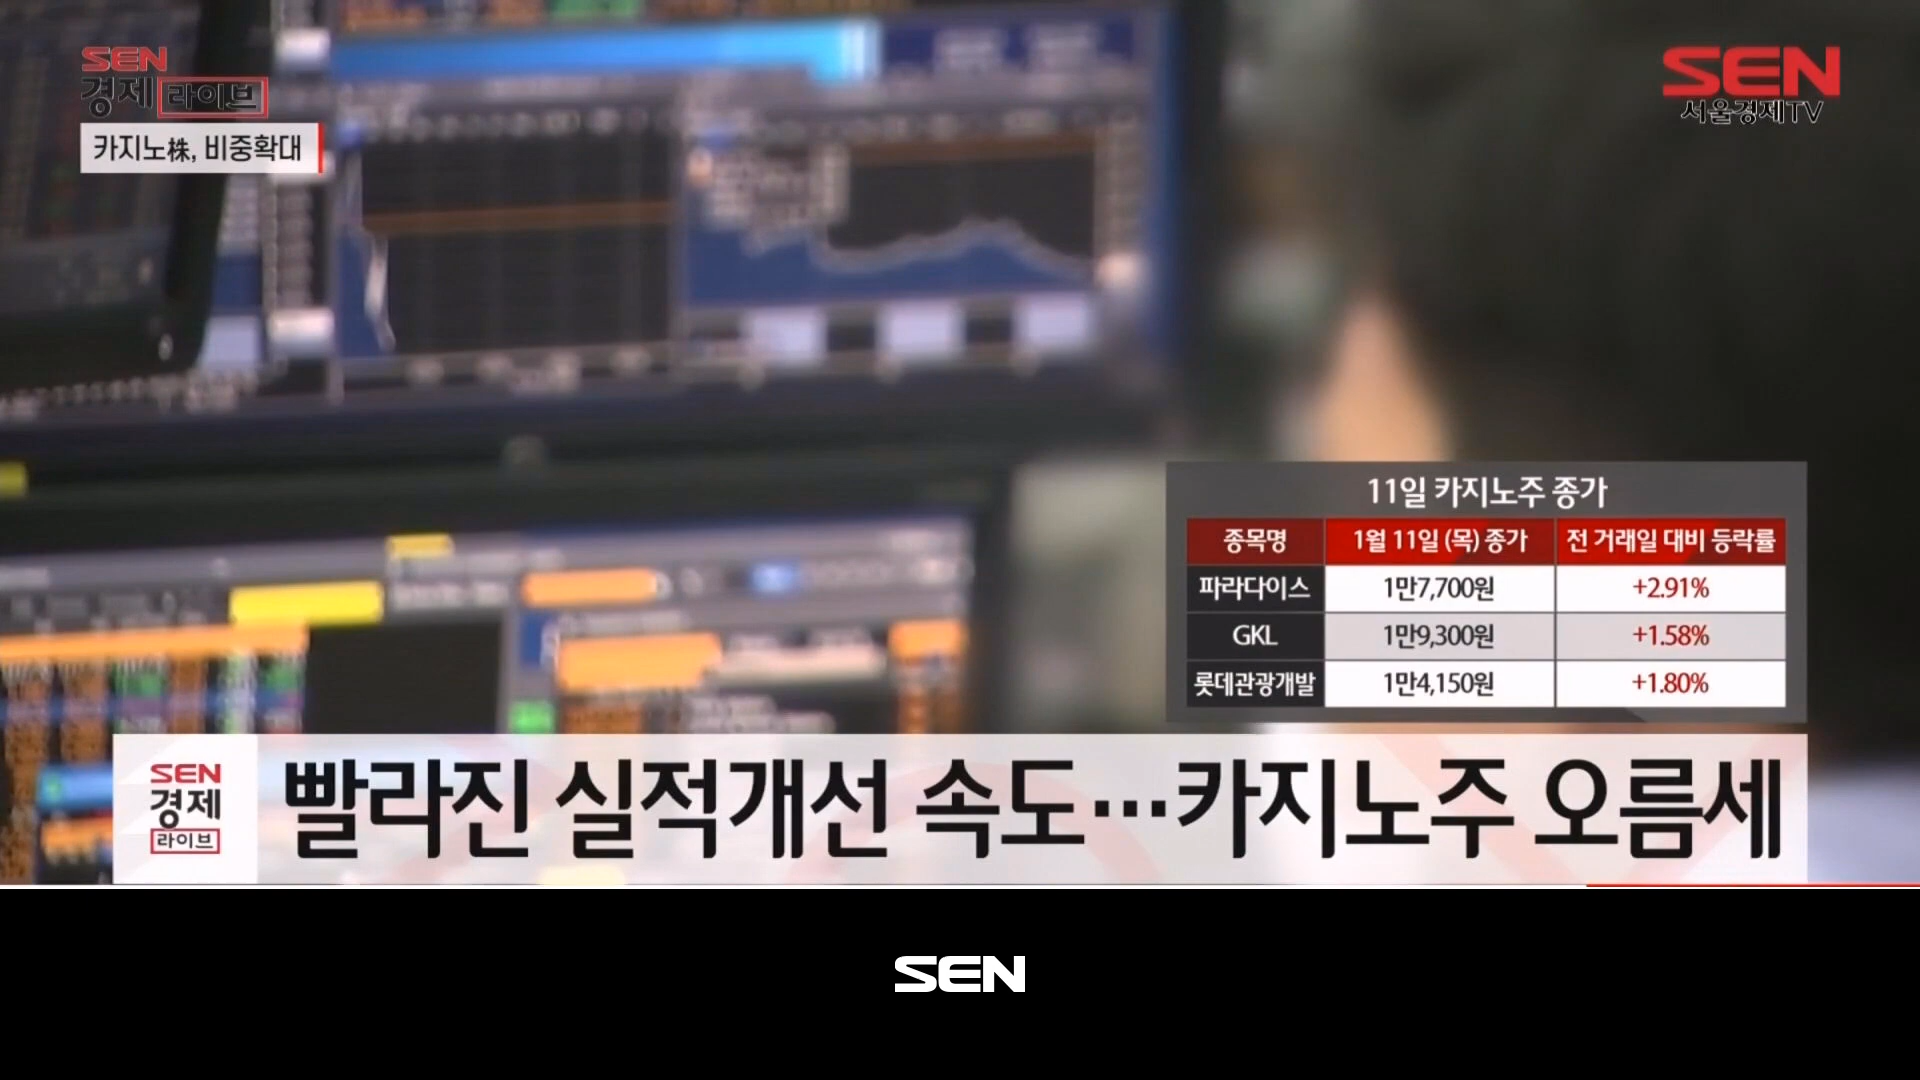 SEN
경제 라이브
카지노株, 비중확대
SEN
서울경제TV
11일 카지노주 종가
종목명 1월 11일 (목) 종가 전 거래일 대비 등락률
파라다이스 1만7,700원 +2.91%
GKL 1만9,300원 +1.58%
롯데관광개발 1만4,150원 +1.80%
SEN
경제
라이브
빨라진 실적개선 속도…카지노주 오름세
SEN